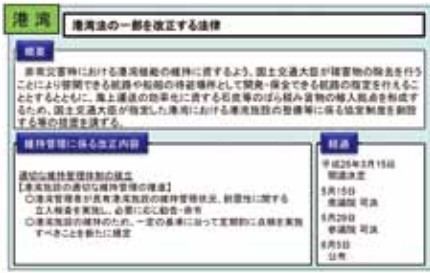 港湾
港湾法の一部を改正する法律
概要
非常災害時における港湾機能の維持に資するよう、国土交通大臣が障害物の除去を行う
ことにより啓開できる航路や船舶の待避場所として開発・保全できる航路の指定を行えるこ
ととするとともに、海上運送の効率化に資する石炭等のばら積み貨物の輸入拠点を形成す
るため、国土交通大臣が指定した港湾における港湾施設の整備等に係る協定制度を創設
する等の措置を講ずる。
維持管理に係る改正内容
適切な維持管理体制の確立
【港湾施設の適切な維持管理の推進】
○港湾管理者が民有港湾施設の維持管理状況、耐震性に関する
立入検査を実施し、必要に応じ勧告・命令
○港湾施設の維持のため、一定の基準に沿って定期的に点検を実施
すべきことを新たに規定
経過
平成25年3月15日
閣議決定
5月15日
衆議院 可決
5月29日
参議院 可決
6月5日
公布